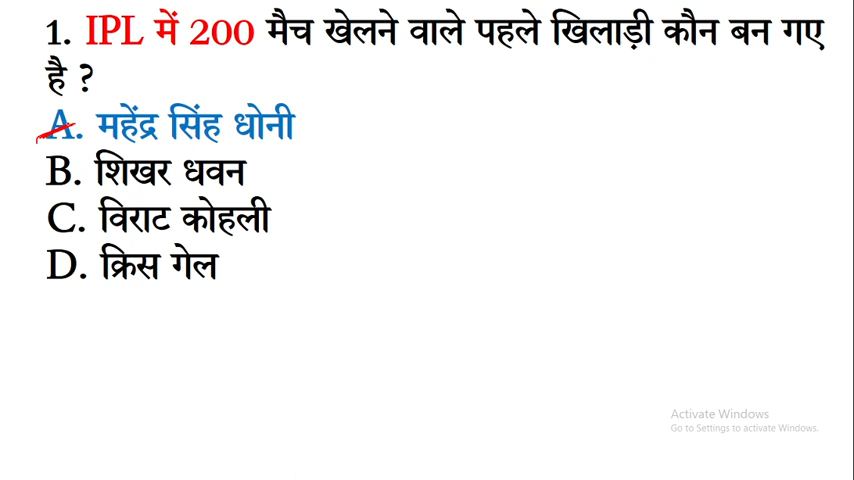 1. IPL में 200 मैच खेलने वाले पहले खिलाड़ी कौन बन गए
है ?
A. महेंद्र सिंह धोनी
B. शिखर धवन
C. विराट कोहली
D. क्रिस गेल
Activate Windows
Go to Settings to activate Windows.